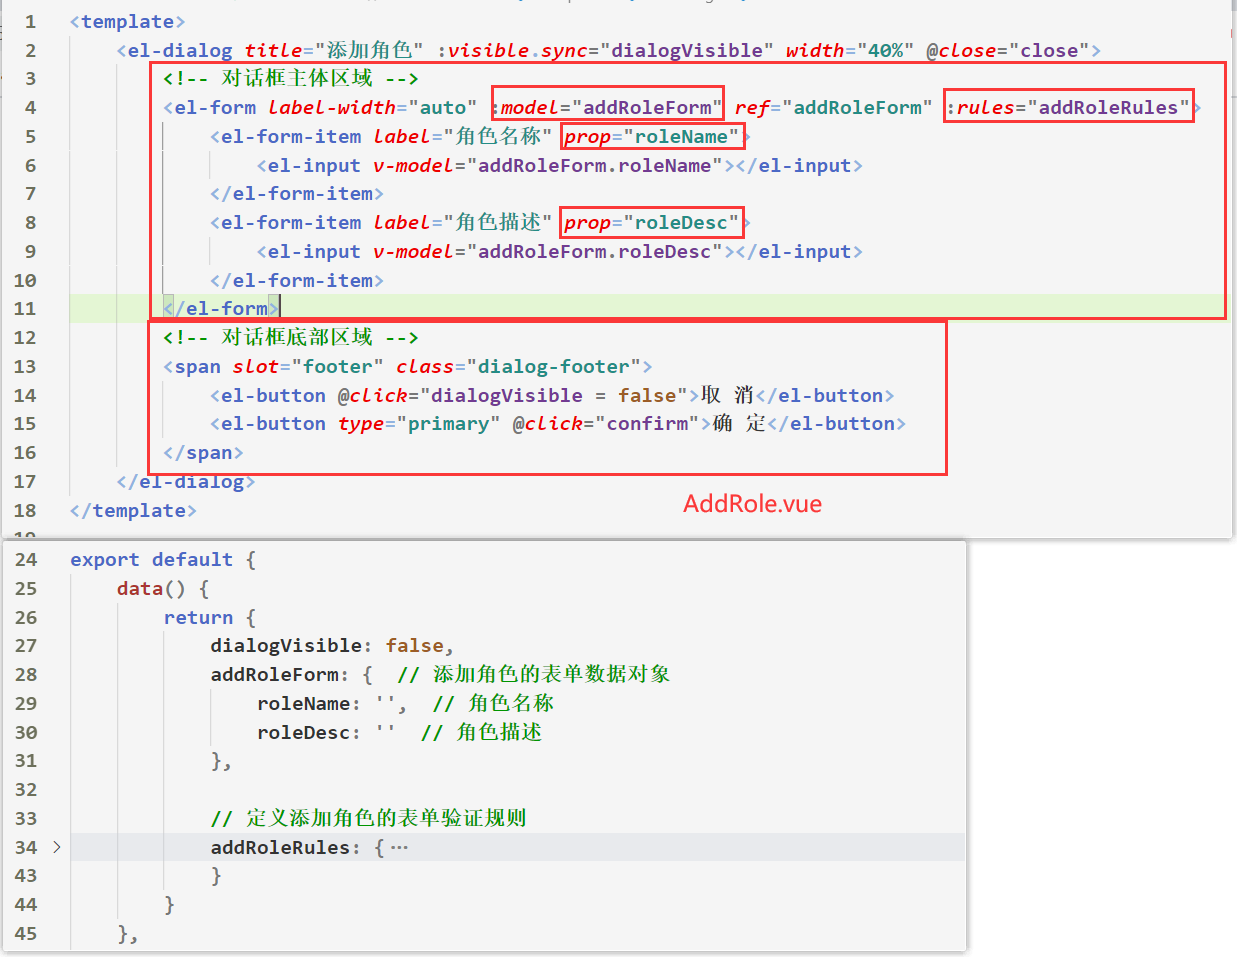 1 <template>
2 <el-dialog title="添加角色" :visible.sync="dialogVisible" width="40%" @close="close">
3 <!-- 对话框主体区域 -->
4 <el-form label-width="auto" :model="addRoleForm" ref="addRoleForm" :rules="addRoleRules">
5 <el-form-item label="角色名称" prop="roleName">
6 <el-input v-model="addRoleForm.roleName"></el-input>
7 </el-form-item>
8 <el-form-item label="角色描述" prop="roleDesc">
9 <el-input v-model="addRoleForm.roleDesc"></el-input>
10 </el-form-item>
11 </el-form>
12 <!-- 对话框底部区域 -->
13 <span slot="footer" class="dialog-footer">
14 <el-button @click="dialogVisible = false">取 消</el-button>
15 <el-button type="primary" @click="confirm">确 定</el-button>
16 </span>
17 </el-dialog>
AddRole.vue
18 </template>
24 export default {
25 data() {
26 return {
27 dialogVisible: false,
28 addRoleForm: { // 添加角色的表单数据对象
29 roleName: '', // 角色名称
30 roleDesc: '' // 角色描述
31 },
32
33 // 定义添加角色的表单验证规则
34 addRoleRules: {…
43 }
44 }
45 },